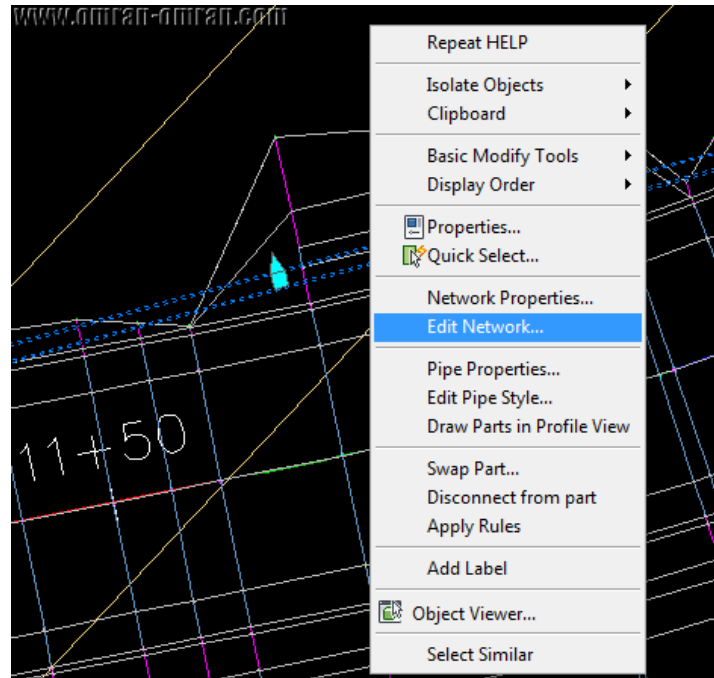 www.omran-omran.com
Repeat HELP
Isolate Objects
Clipboard
Basic Modify Tools
Display Order
Properties...
Quick Select...
Network Properties...
Edit Network...
Pipe Properties...
Edit Pipe Style...
Draw Parts in Profile View
Swap Part...
Disconnect from part
Apply Rules
Add Label
Object Viewer...
Select Similar
11+50